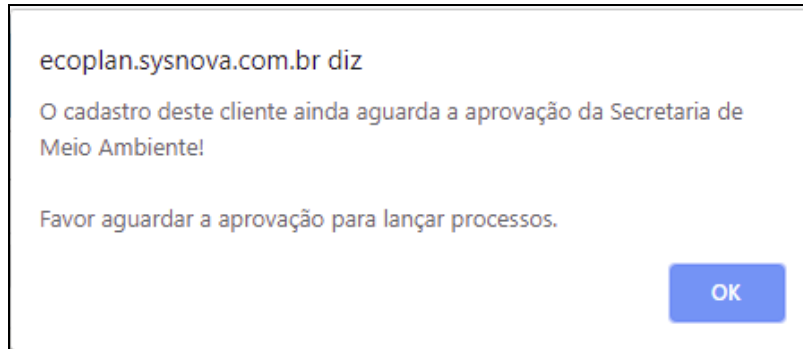 ecoplan.sysnova.com.br diz
O cadastro deste cliente ainda aguarda a aprovação da Secretaria de
Meio Ambiente!
Favor aguardar a aprovação para lançar processos.
OK